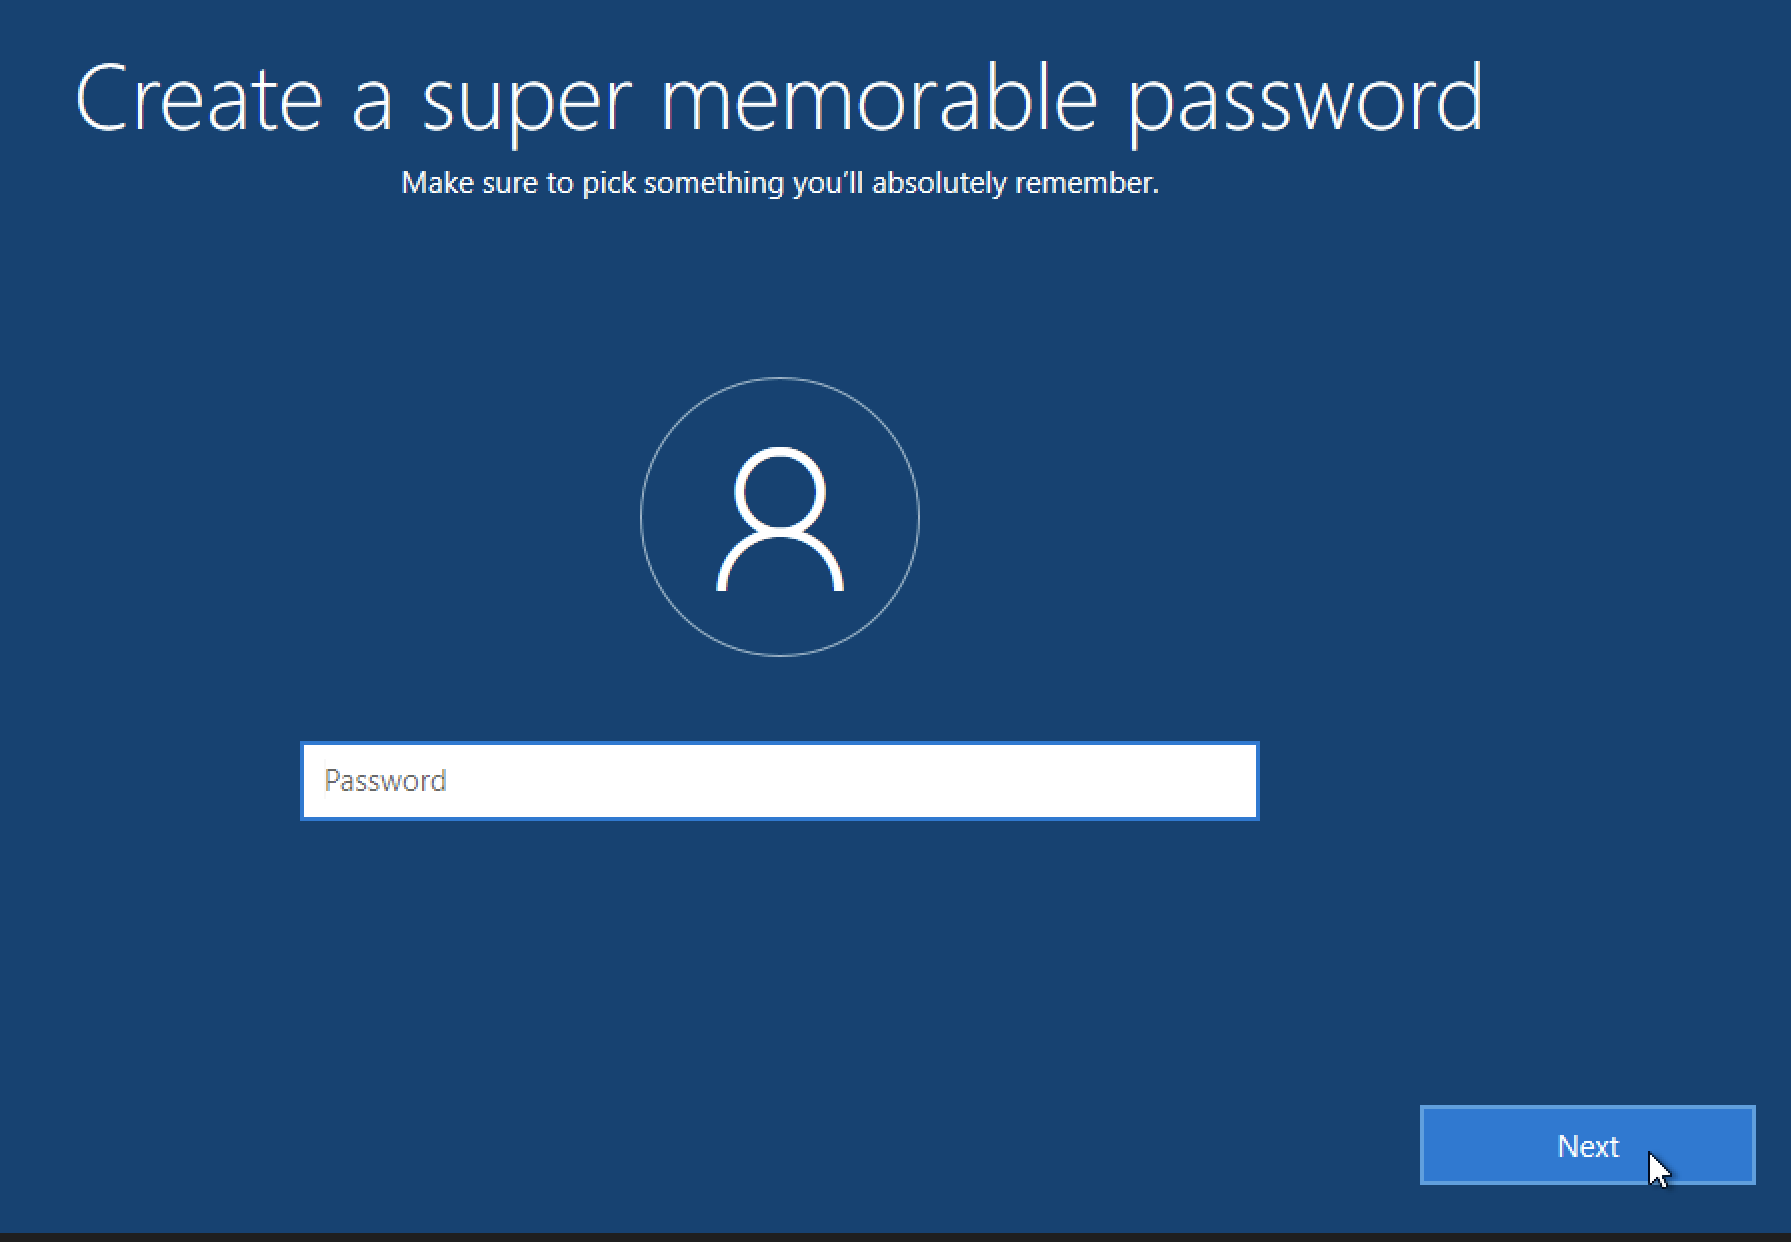 Create a super memorable password
Make sure to pick something you’ll absolutely remember.
Password
Next